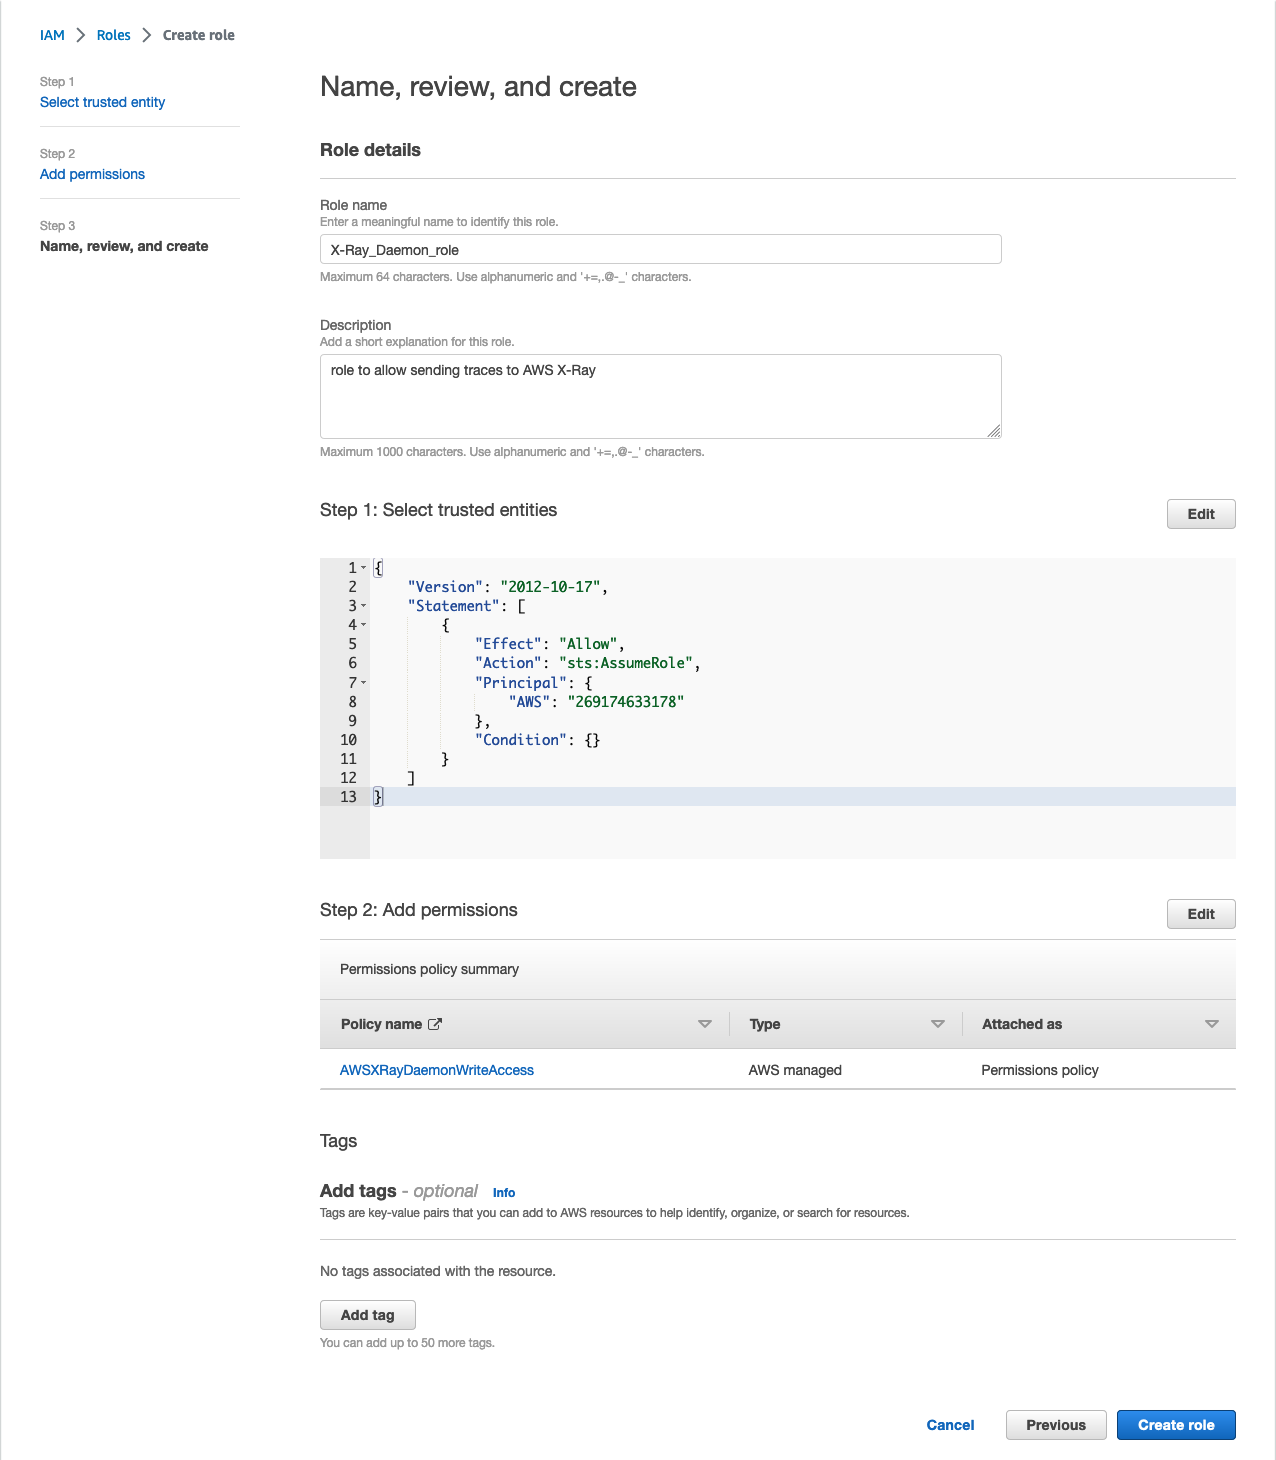 IAM > Roles > Create role
Step 1
Select trusted entity
Step 2
Add permissions
Step 3
Name, review, and create
Name, review, and create
Role details
Role name
Enter a meaningful name to identify this role.
X-Ray_Daemon_role
Maximum 64 characters. Use alphanumeric and '+=,.@-_' characters.
Description
Add a short explanation for this role.
role to allow sending traces to AWS X-Ray
Maximum 1000 characters. Use alphanumeric and '+=,.@-_' characters.
Step 1: Select trusted entities
Edit
1 {
2 "Version": "2012-10-17",
3 "Statement": [
4 {
5 "Effect": "Allow",
6 "Action": "sts:AssumeRole",
7 "Principal": {
8 "AWS": "269174633178"
9 },
10 "Condition": {}
11 }
12 ]
13 }
Step 2: Add permissions
Edit
Permissions policy summary
Policy name Type Attached as
AWSXRayDaemonWriteAccess AWS managed Permissions policy
Tags
Add tags - optional Info
Tags are key-value pairs that you can add to AWS resources to help identify, organize, or search for resources.
No tags associated with the resource.
Add tag
You can add up to 50 more tags.
Cancel Previous Create role